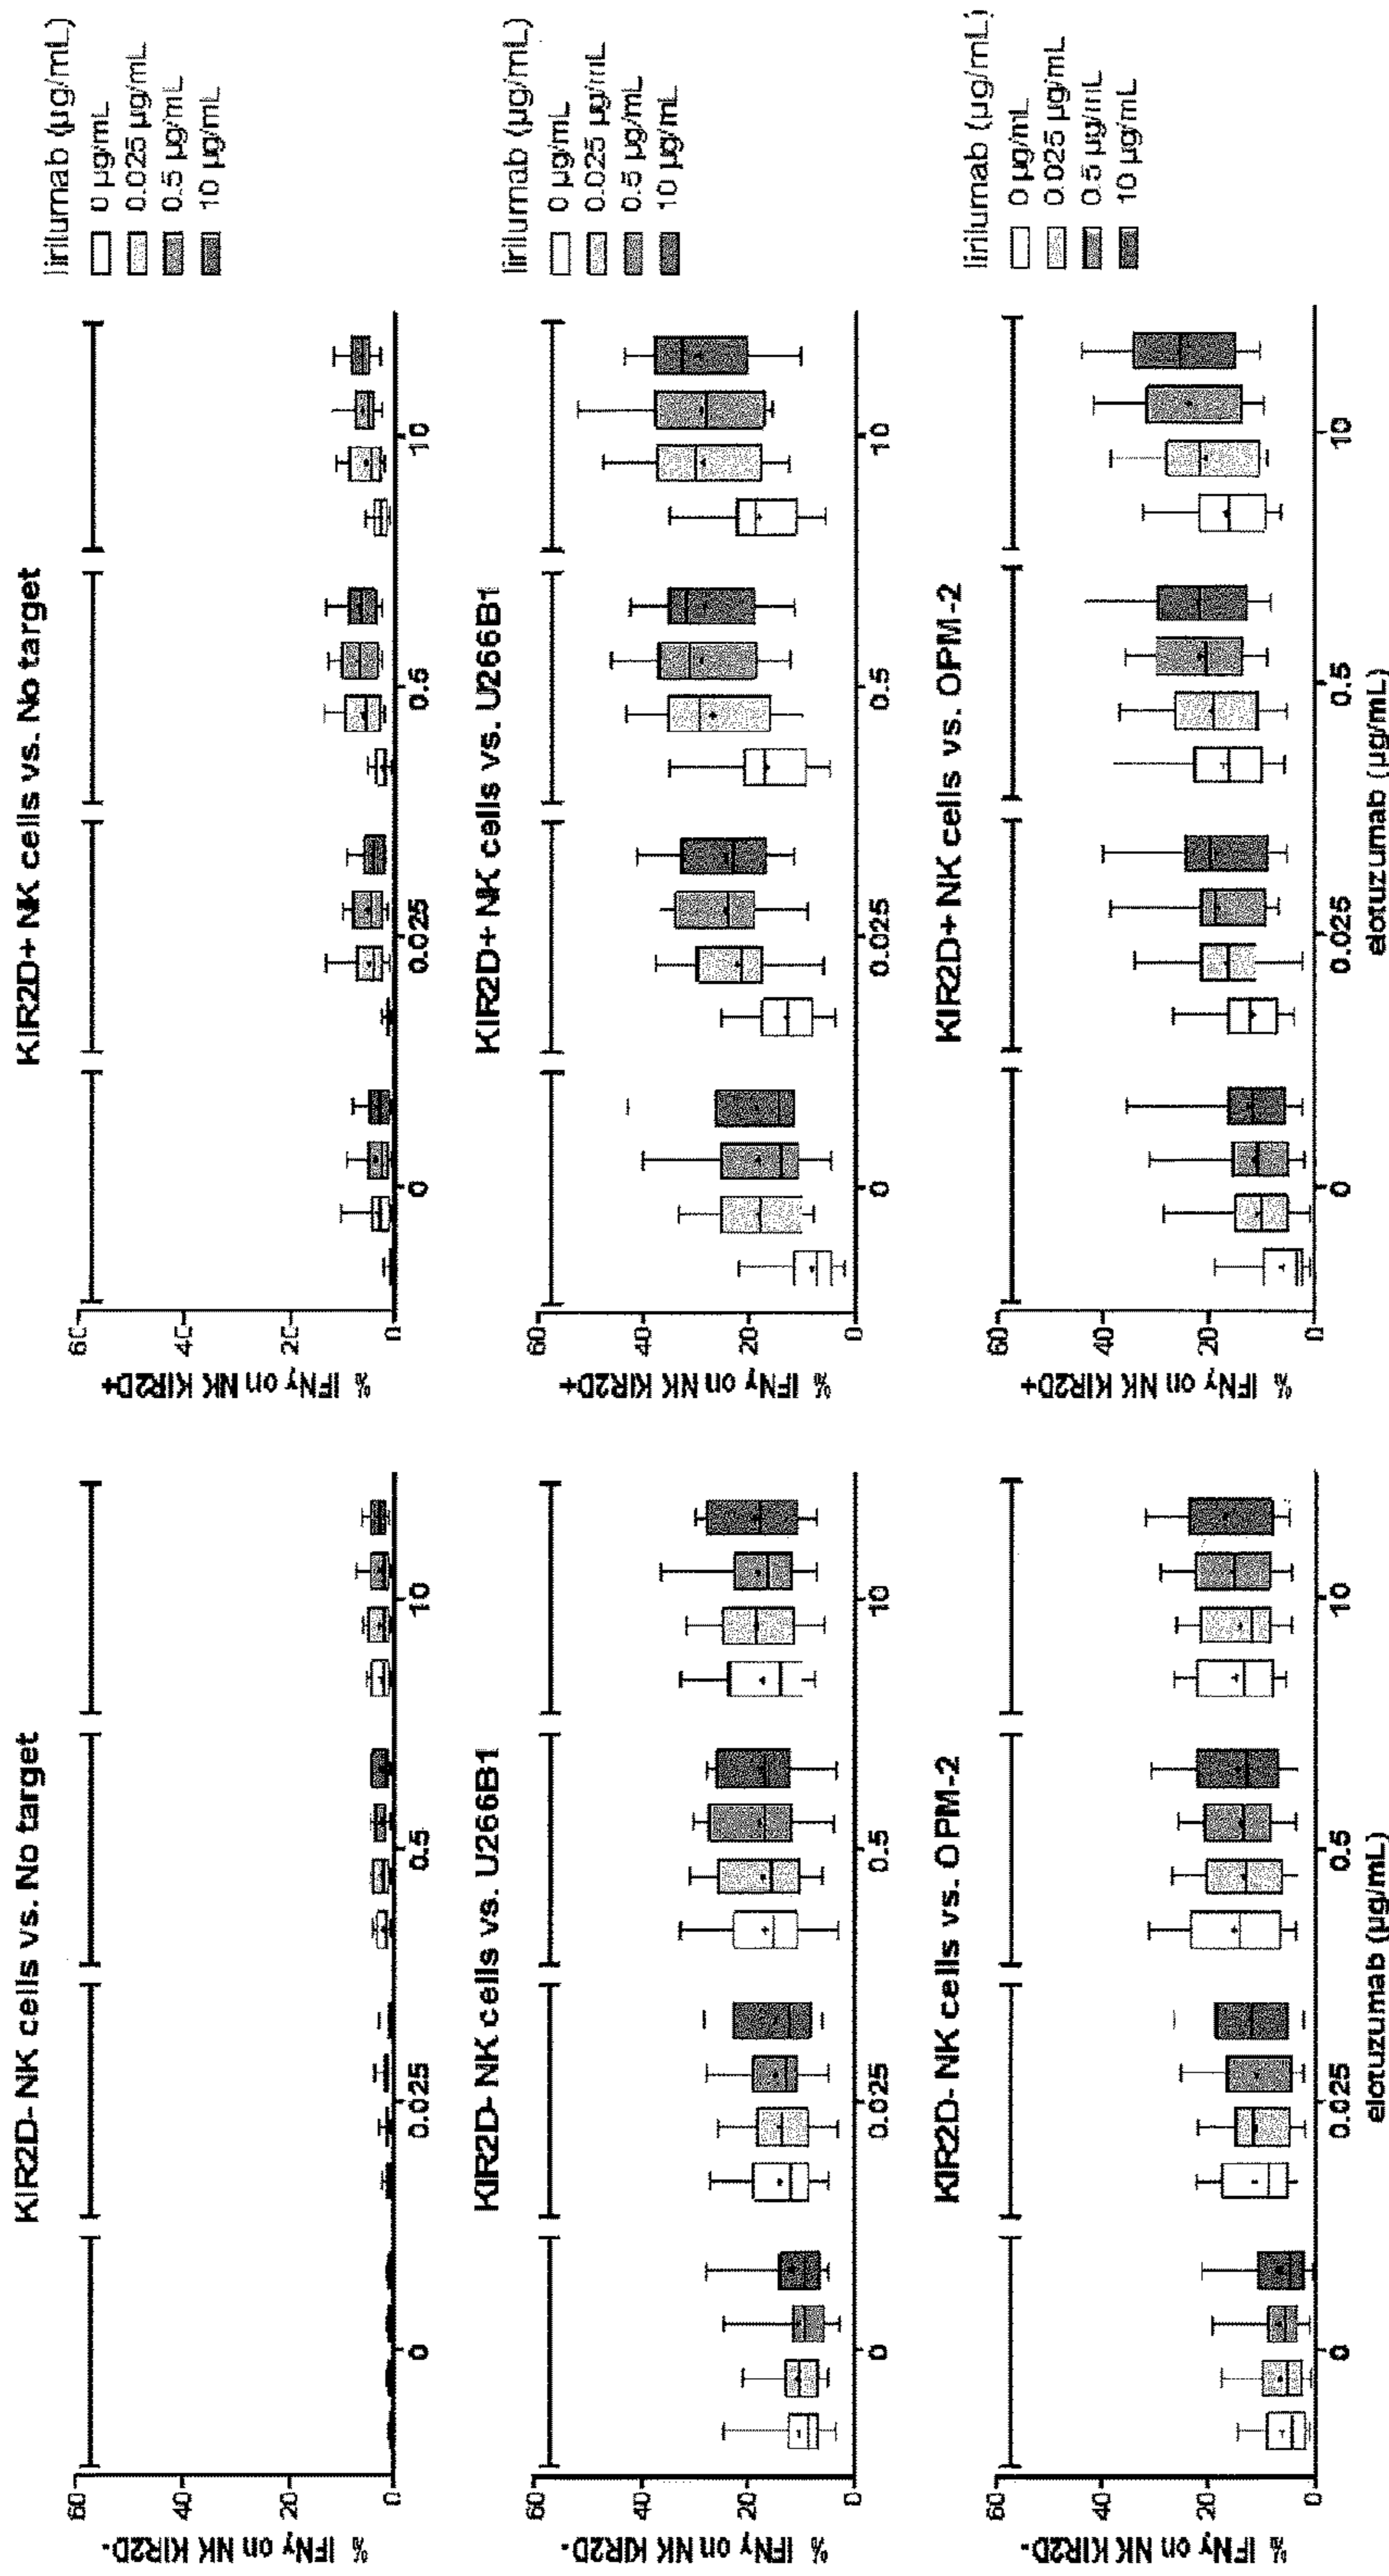 KIR2D- NK cells vs. No target
% IFNγ on NK KIR2D-
60
40
20
0
0
0.025
0.5
10
KIR2D+ NK cells vs. No target
% IFNγ on NK KIR2D+
60
40
20
0
0
0.025
0.5
10
lirilumab (µg/mL)
0 µg/mL
0.025 µg/mL
0.5 µg/mL
10 µg/mL
KIR2D- NK cells vs. U266B1
% IFNγ on NK KIR2D-
60
40
20
0
0
0.025
0.5
10
KIR2D+ NK cells vs. U266B1
% IFNγ on NK KIR2D+
60
40
20
0
0
0.025
0.5
10
lirilumab (µg/mL)
0 µg/mL
0.025 µg/mL
0.5 µg/mL
10 µg/mL
KIR2D- NK cells vs. OPM-2
% IFNγ on NK KIR2D-
60
40
20
0
0
0.025
0.5
10
elotuzumab (µg/mL)
KIR2D+ NK cells vs. OPM-2
% IFNγ on NK KIR2D+
60
40
20
0
0
0.025
0.5
10
elotuzumab (µg/mL)
lirilumab (µg/mL)
0 µg/mL
0.025 µg/mL
0.5 µg/mL
10 µg/mL